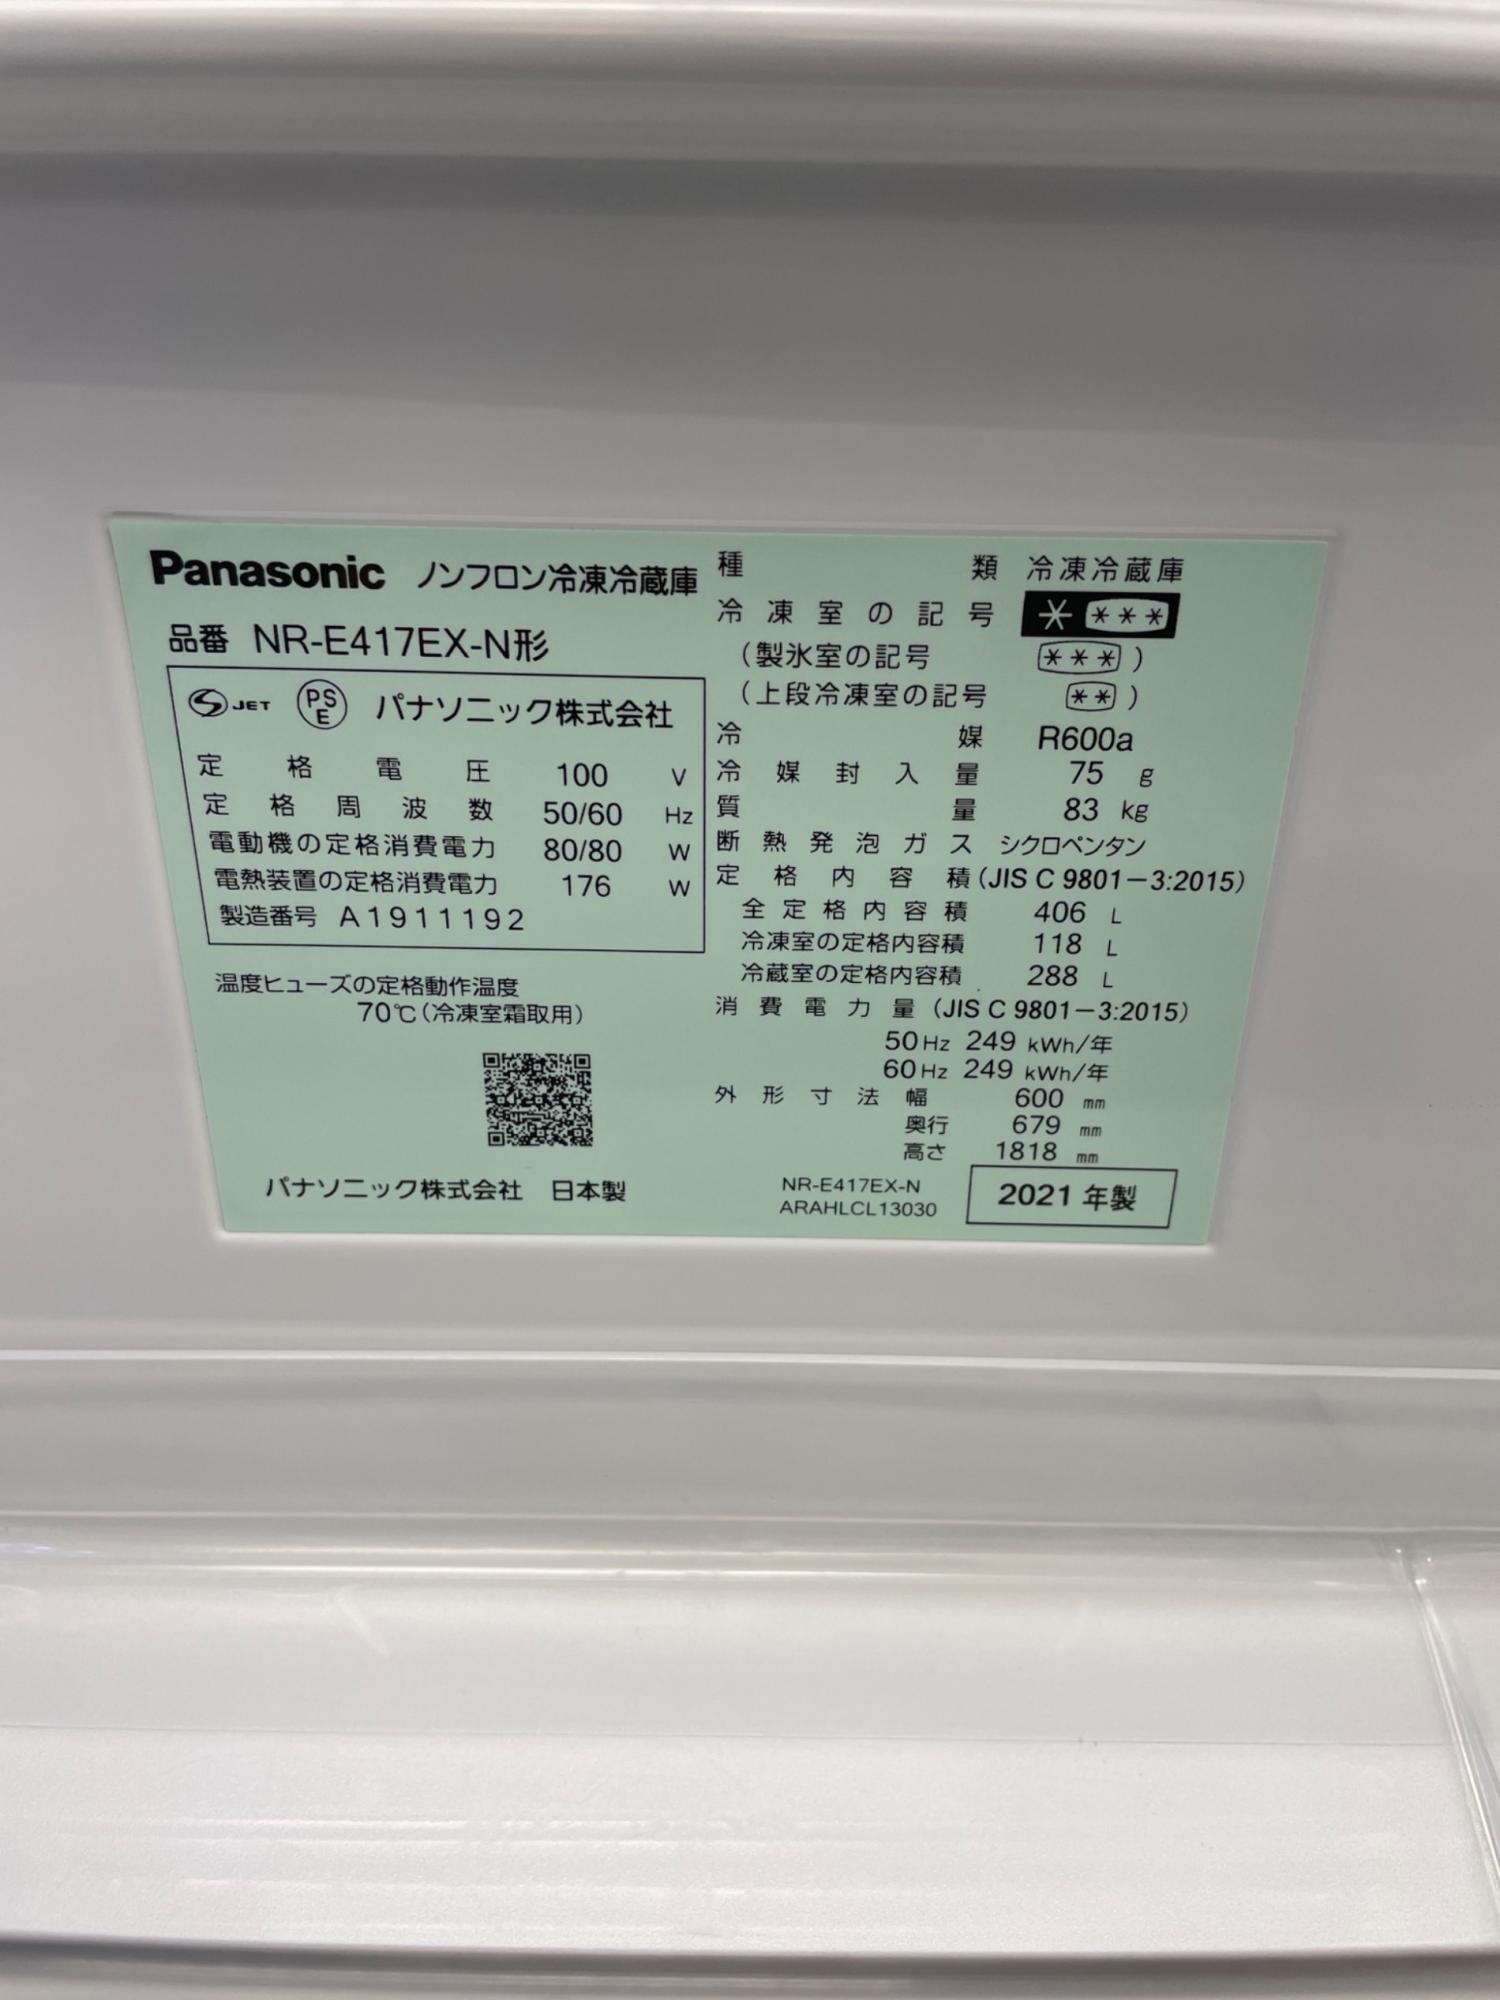 Panasonic ノンフロン冷凍冷蔵庫
品番 NR-E417EX-N形
S JET PSE パナソニック株式会社
定格電圧 100 V
定格周波数 50/60 Hz
電動機の定格消費電力 80/80 W
電熱装置の定格消費電力 176 W
製造番号 A1911192
温度ヒューズの定格動作温度
70℃(冷凍室霜取用)
パナソニック株式会社 日本製
種類 冷凍冷蔵庫
冷凍室の記号 * ***
(製氷室の記号 ***)
(上段冷凍室の記号 **)
冷媒 R600a
冷媒封入量 75 g
質量 83 kg
断熱発泡ガス シクロペンタン
定格内容積(JIS C 9801-3:2015)
全定格内容積 406 L
冷凍室の定格内容積 118 L
冷蔵室の定格内容積 288 L
消費電力量(JIS C 9801-3:2015)
50Hz 249 kWh/年
60Hz 249 kWh/年
外形寸法 幅 600 mm
奥行 679 mm
高さ 1818 mm
NR-E417EX-N
ARAHLCL13030
2021年製